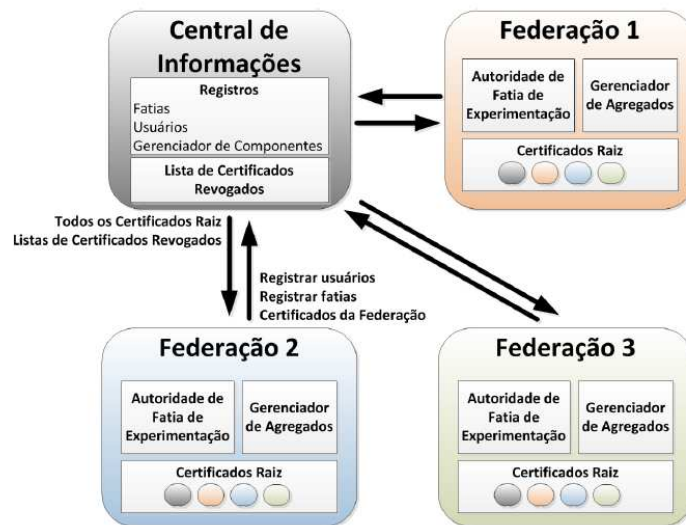 Central de
Informações
Registros
Fatias
Usuários
Gerenciador de Componentes
Lista de Certificados
Revogados
Federação 1
Autoridade de
Fatia de
Experimentação
Gerenciador
de Agregados
Certificados Raiz
Todos os Certificados Raiz
Listas de Certificados Revogados
Registrar usuários
Registrar fatias
Certificados da Federação
Federação 2
Autoridade de
Fatia de
Experimentação
Gerenciador
de Agregados
Certificados Raiz
Federação 3
Autoridade de
Fatia de
Experimentação
Gerenciador
de Agregados
Certificados Raiz